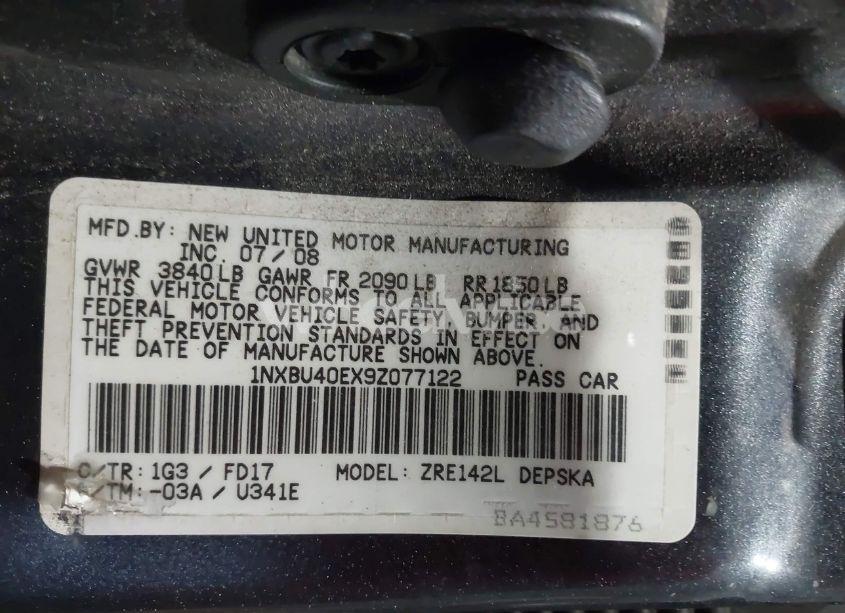 MFD.BY: NEW UNITED MOTOR MANUFACTURING
INC. 07/08
GVWR 3840LB GAWR FR 2090LB RR1850LB
THIS VEHICLE CONFORMS TO ALL APPLICABLE
FEDERAL MOTOR VEHICLE SAFETY, BUMPER, AND
THEFT PREVENTION STANDARDS IN EFFECT ON
THE DATE OF MANUFACTURE SHOWN ABOVE.
1NXBU40EX9Z077122 PASS CAR
C/TR: 1G3 / FD17 MODEL: ZRE142L DEPSKA
/TM: -03A / U341E
BA4581876